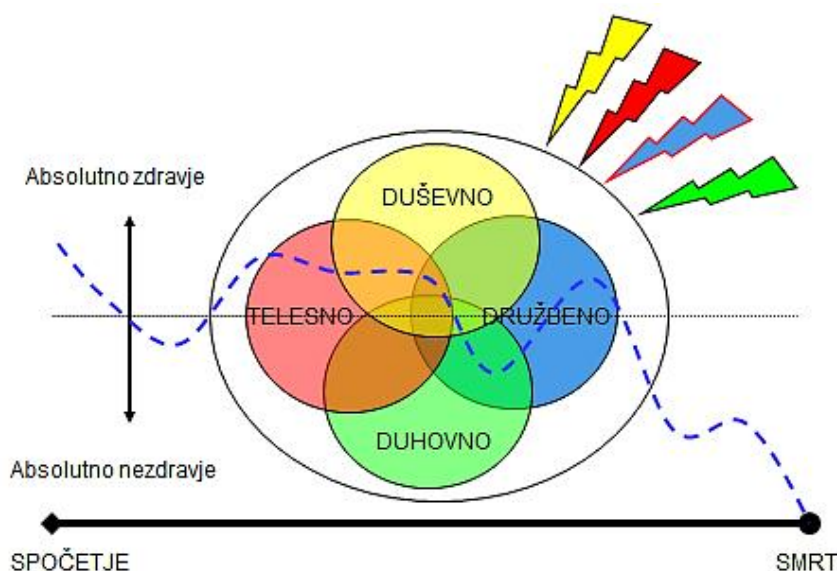 Absolutno zdravje
DUŠEVNO
TELESNO
DRUŽBENO
DUHOVNO
Absolutno nezdravje
SPOČETJE
SMRT